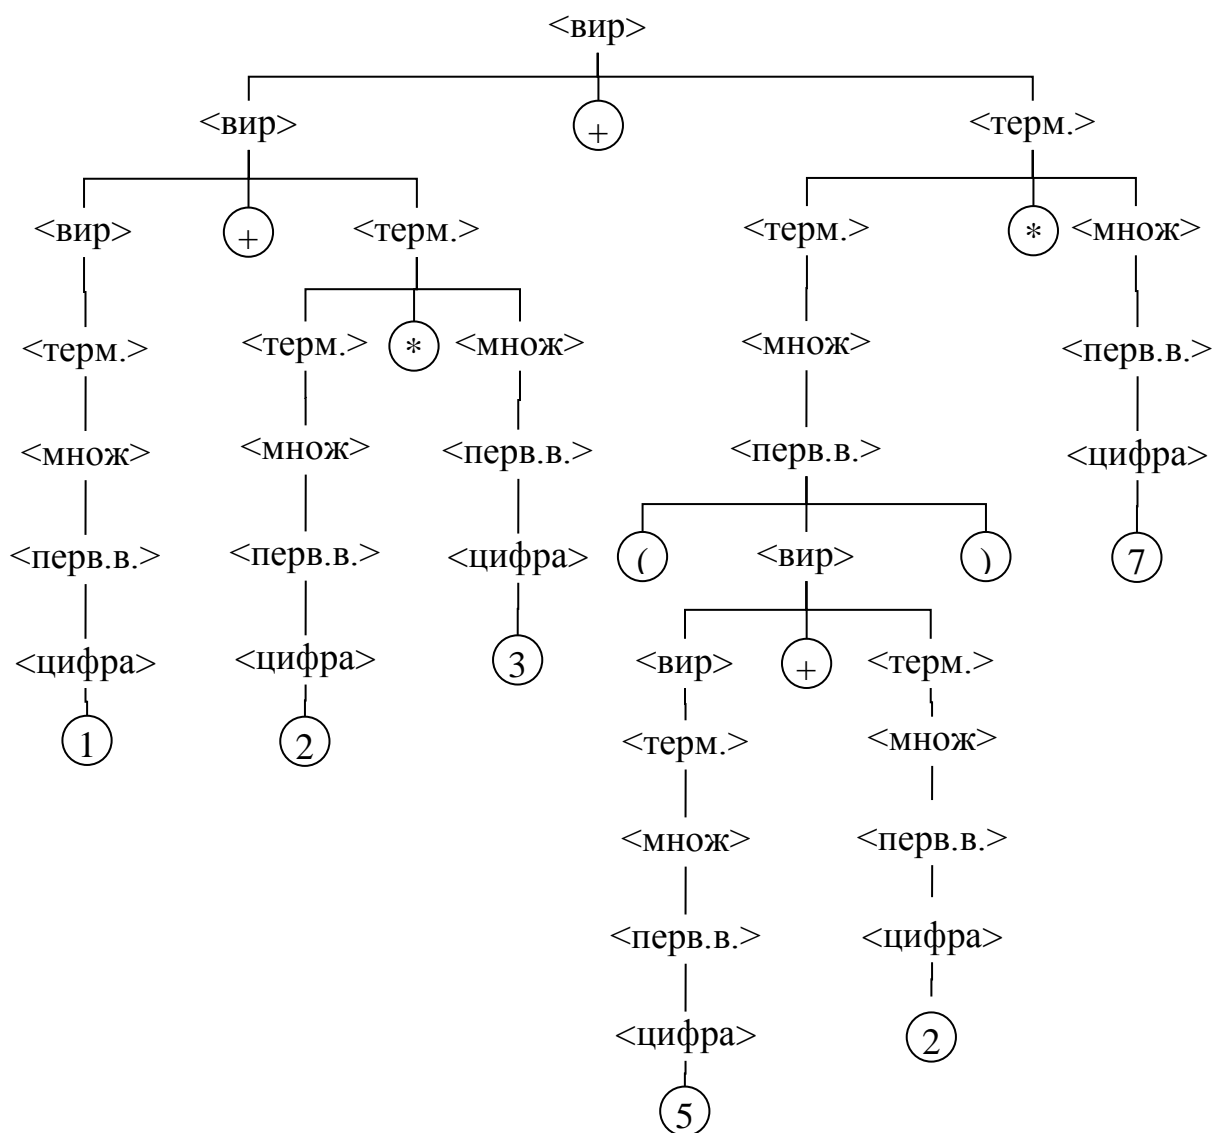 <вир>
<вир> + <терм.>
<вир> + <терм.> <терм.> * <множ>
<терм.> <терм.> * <множ> <множ> <перв.в.>
<множ> <множ> <перв.в.> <перв.в.> <цифра>
<перв.в.> <перв.в.> <цифра> ( <вир> ) 7
<цифра> <цифра> 3 <вир> + <терм.>
1 2 <терм.> <множ>
<множ> <перв.в.>
<перв.в.> <цифра>
<цифра> 2
5